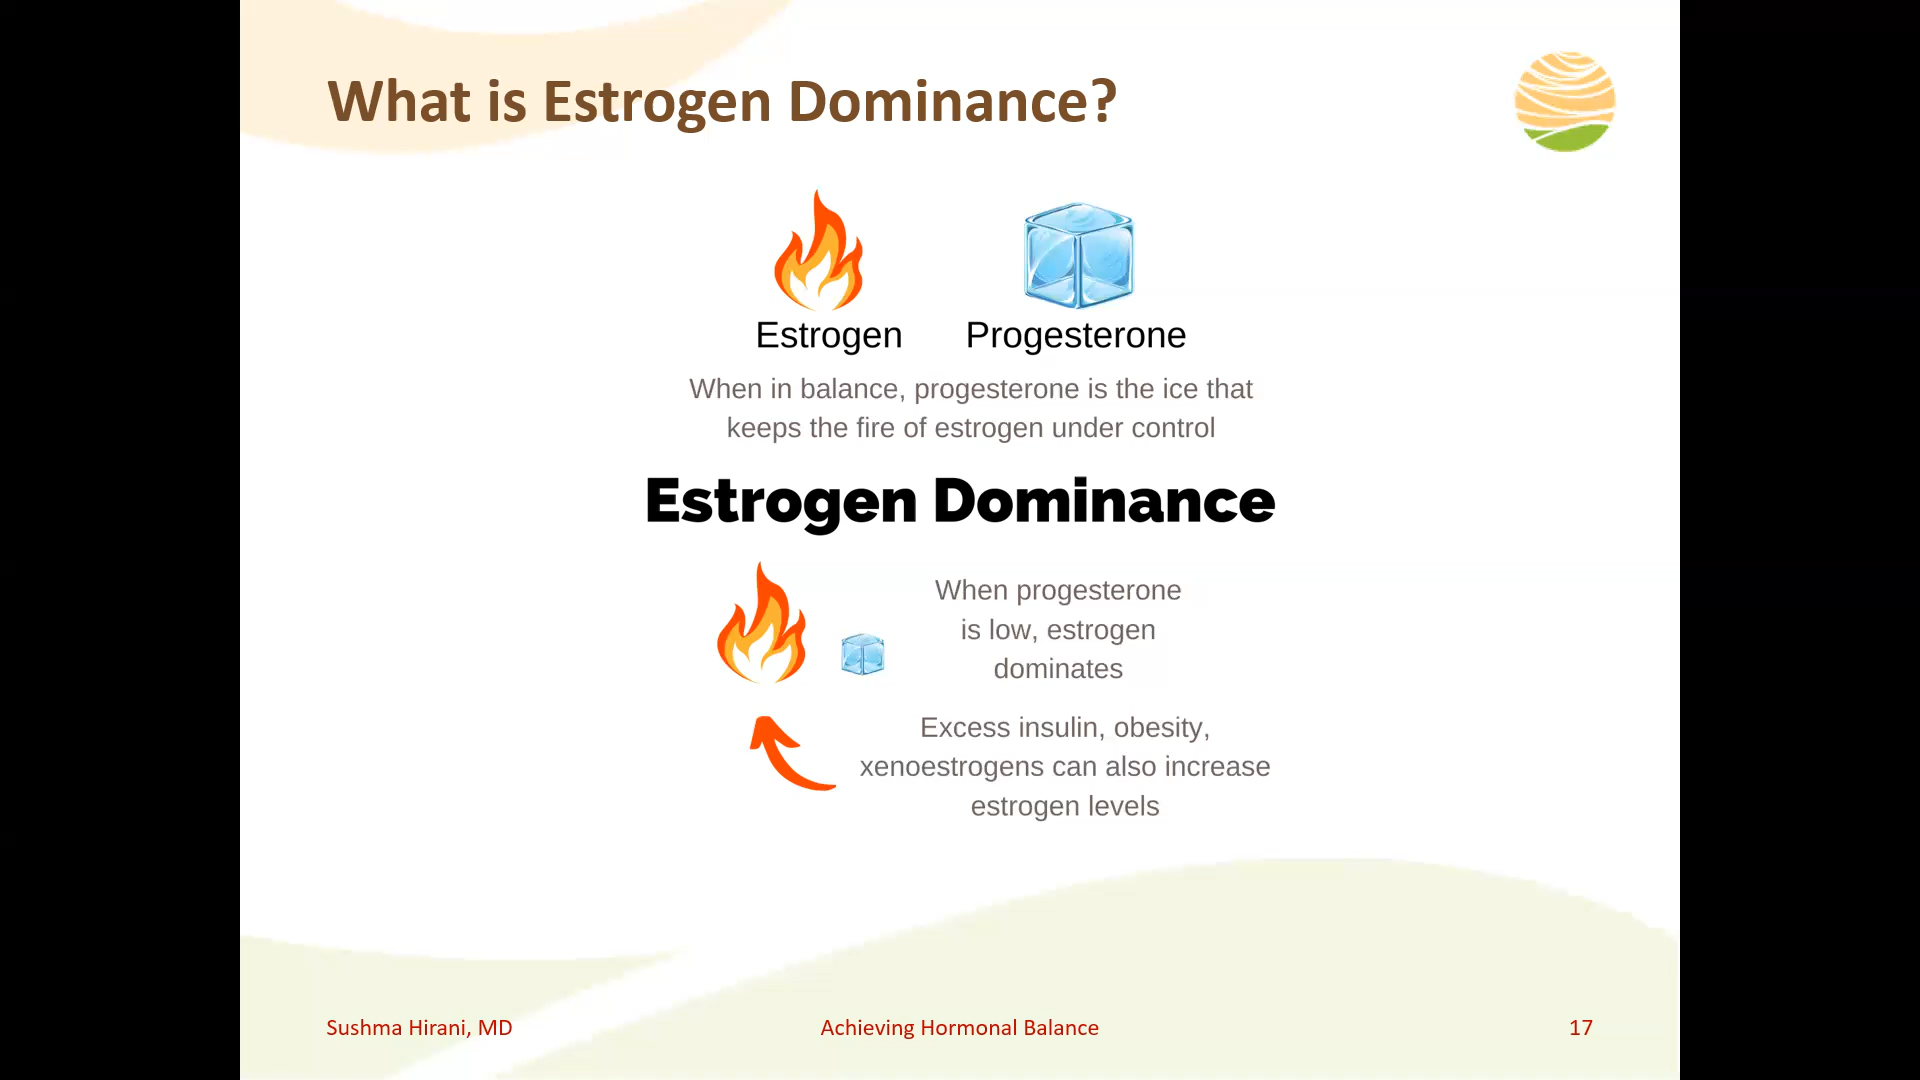 What is Estrogen Dominance?
Estrogen
Progesterone
When in balance, progesterone is the ice that
keeps the fire of estrogen under control
Estrogen Dominance
When progesterone
is low, estrogen
dominates
Excess insulin, obesity,
xenoestrogens can also increase
estrogen levels
Sushma Hirani, MD
Achieving Hormonal Balance
17